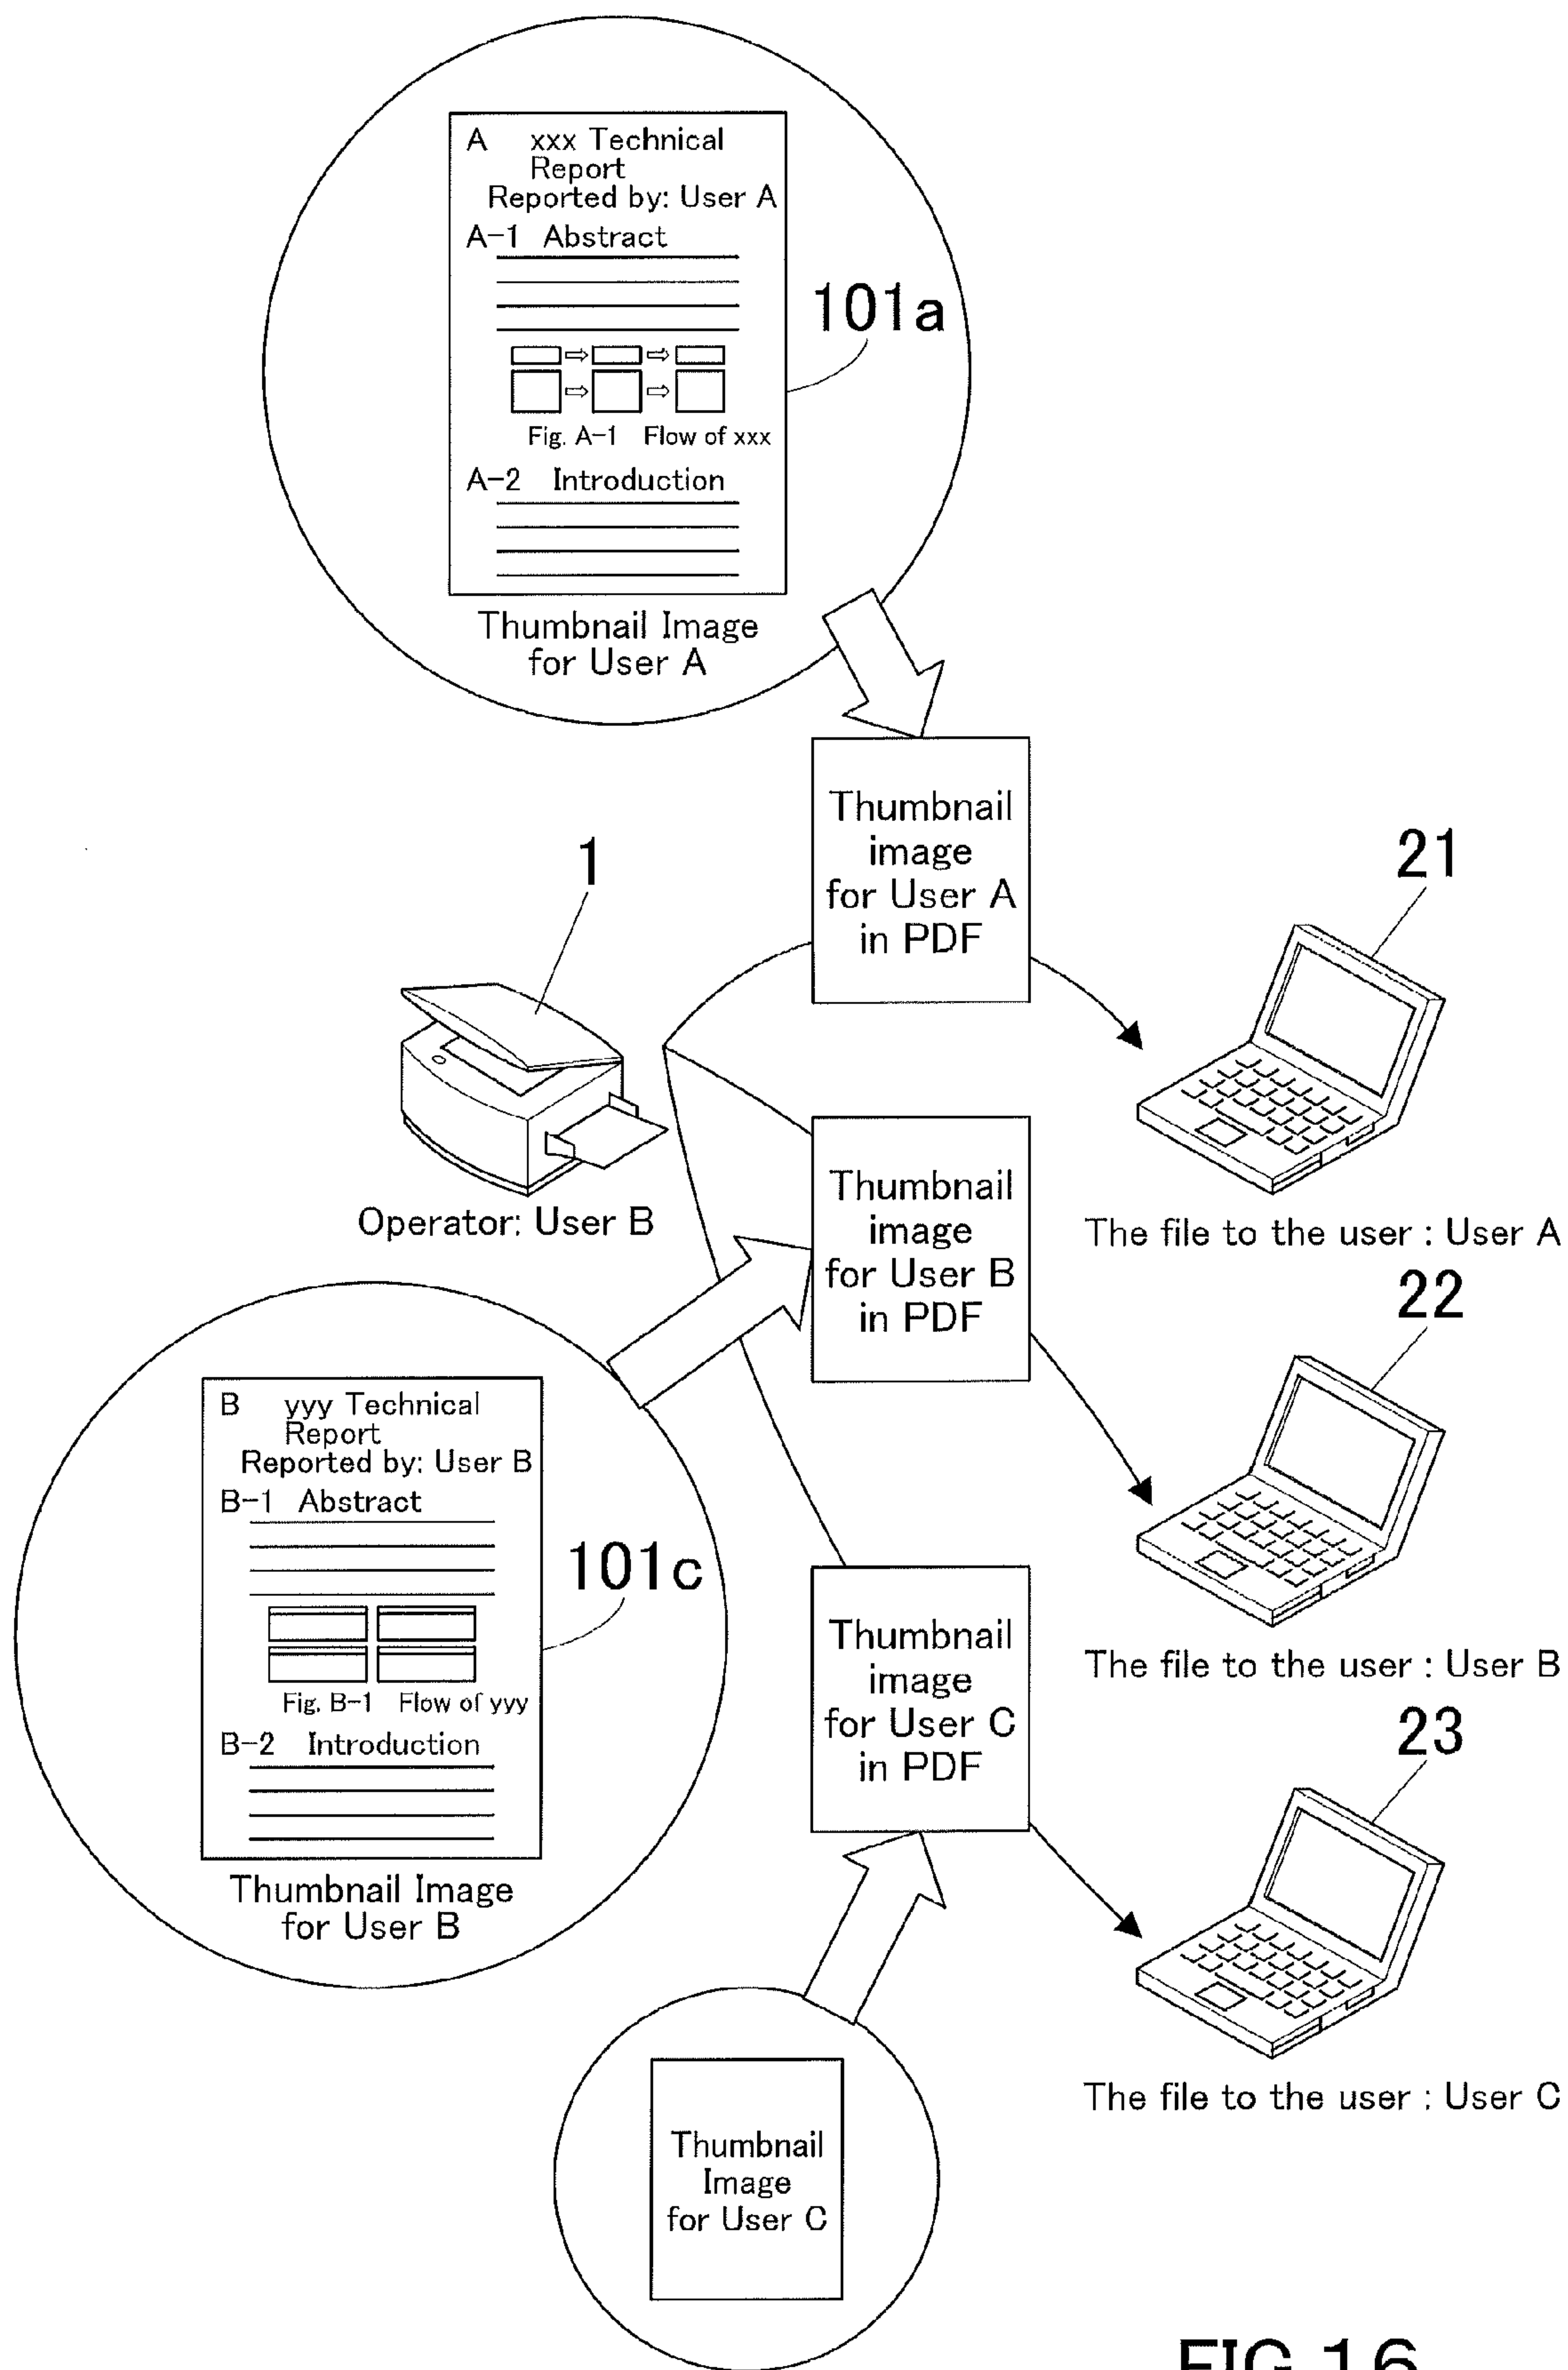 A xxx Technical
Report
Reported by: User A
A-1 Abstract
101a
Fig. A-1 Flow of xxx
A-2 Introduction
Thumbnail Image
for User A
Thumbnail
image
for User A
in PDF
1
21
Operator: User B
The file to the user : User A
Thumbnail
image
for User B
in PDF
22
B yyy Technical
Report
Reported by: User B
B-1 Abstract
101c
Fig. B-1 Flow of yyy
B-2 Introduction
Thumbnail Image
for User B
The file to the user : User B
Thumbnail
image
for User C
in PDF
23
The file to the user : User C
Thumbnail
Image
for User C
FIG.16